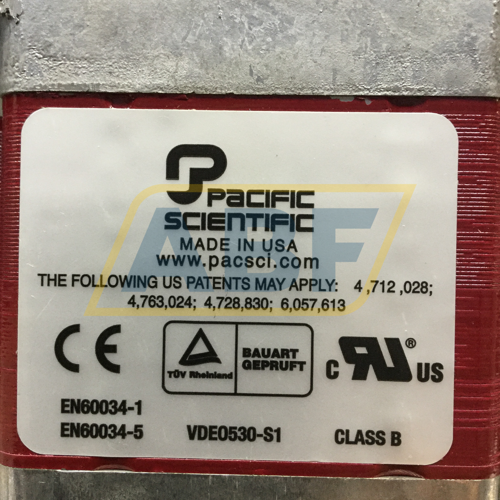 PACIFIC
SCIENTIFIC
MADE IN USA
www.pacsci.com
THE FOLLOWING US PATENTS MAY APPLY: 4 ,712 ,028;
4,763,024; 4,728,830; 6,057,613
ABF
CE
TÜV Rheinland
BAUART
GEPRUFT
c RU ® US
EN60034-1
EN60034-5 VDE0530-S1 CLASS B